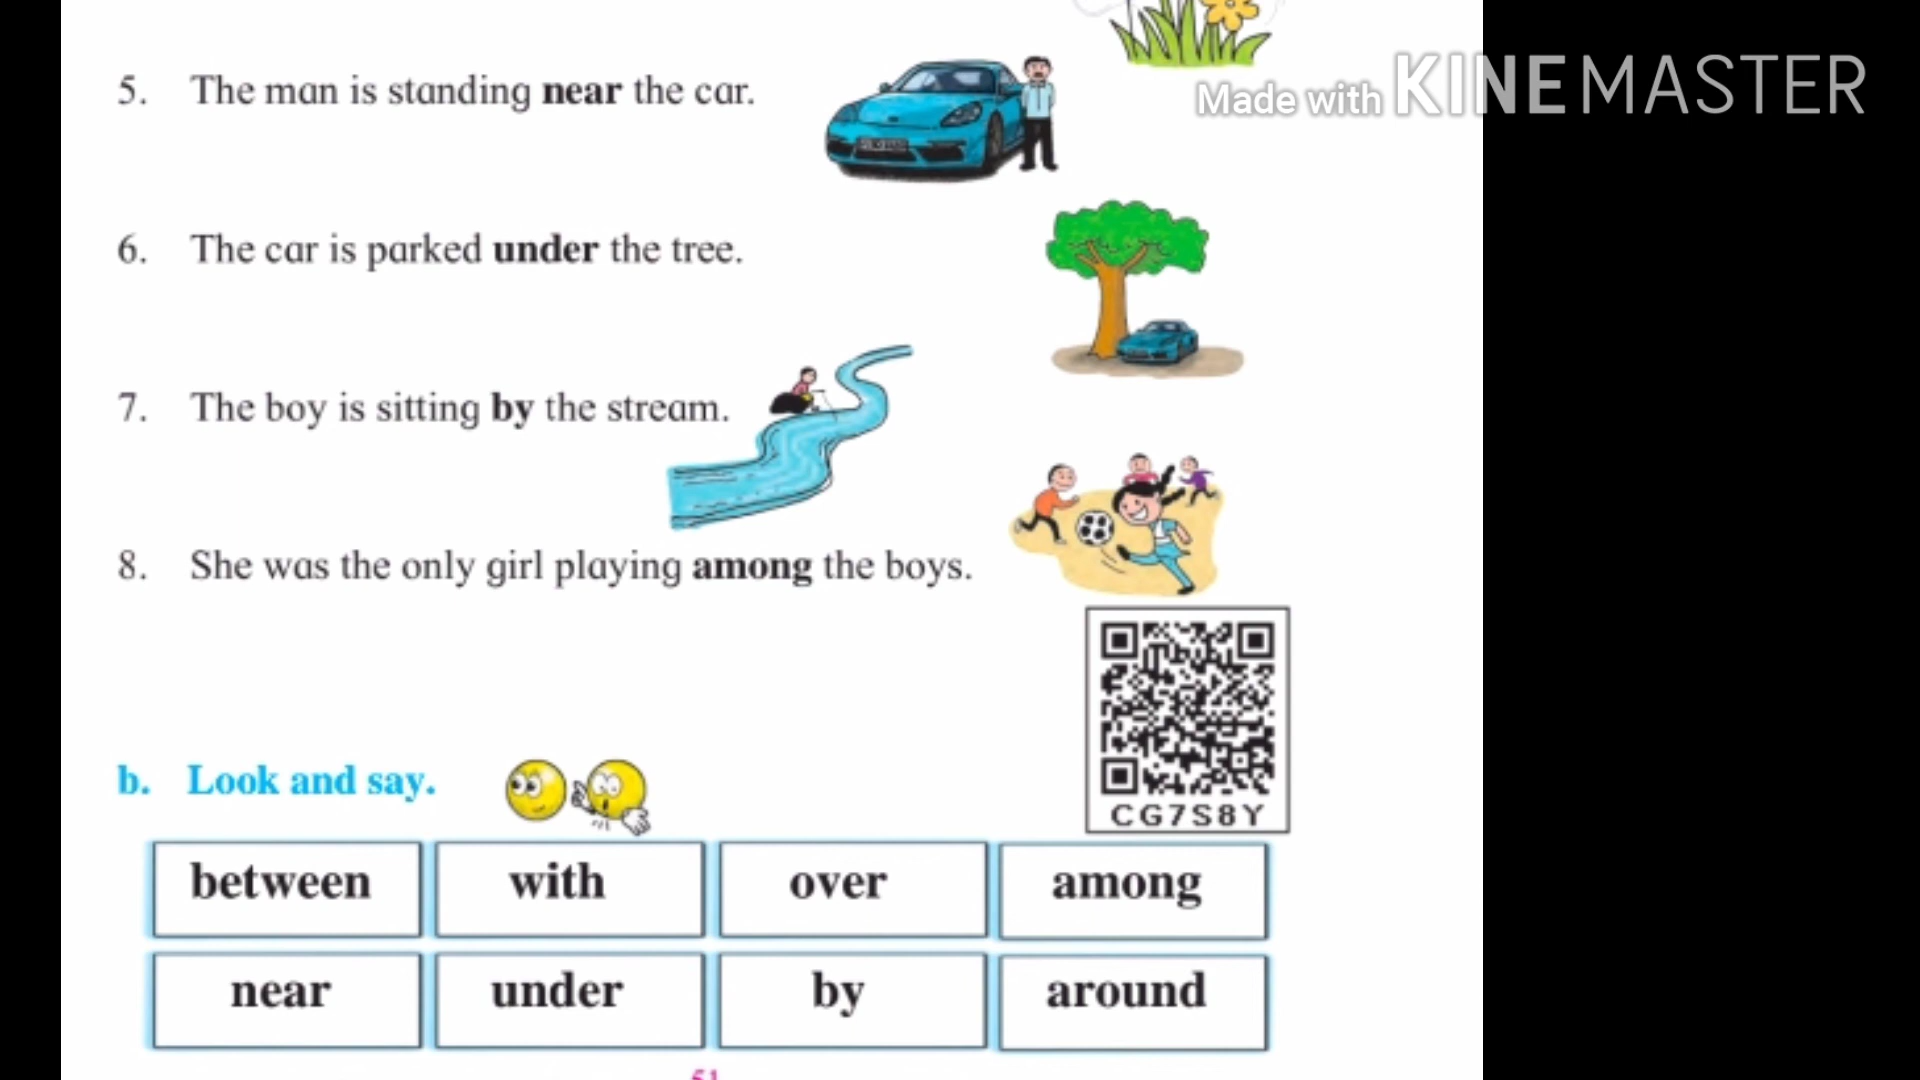 Made with KINEMASTER
5. The man is standing near the car.
6. The car is parked under the tree.
7. The boy is sitting by the stream.
8. She was the only girl playing among the boys.
CG7S8Y
b. Look and say.
between with over among
near under by around
51